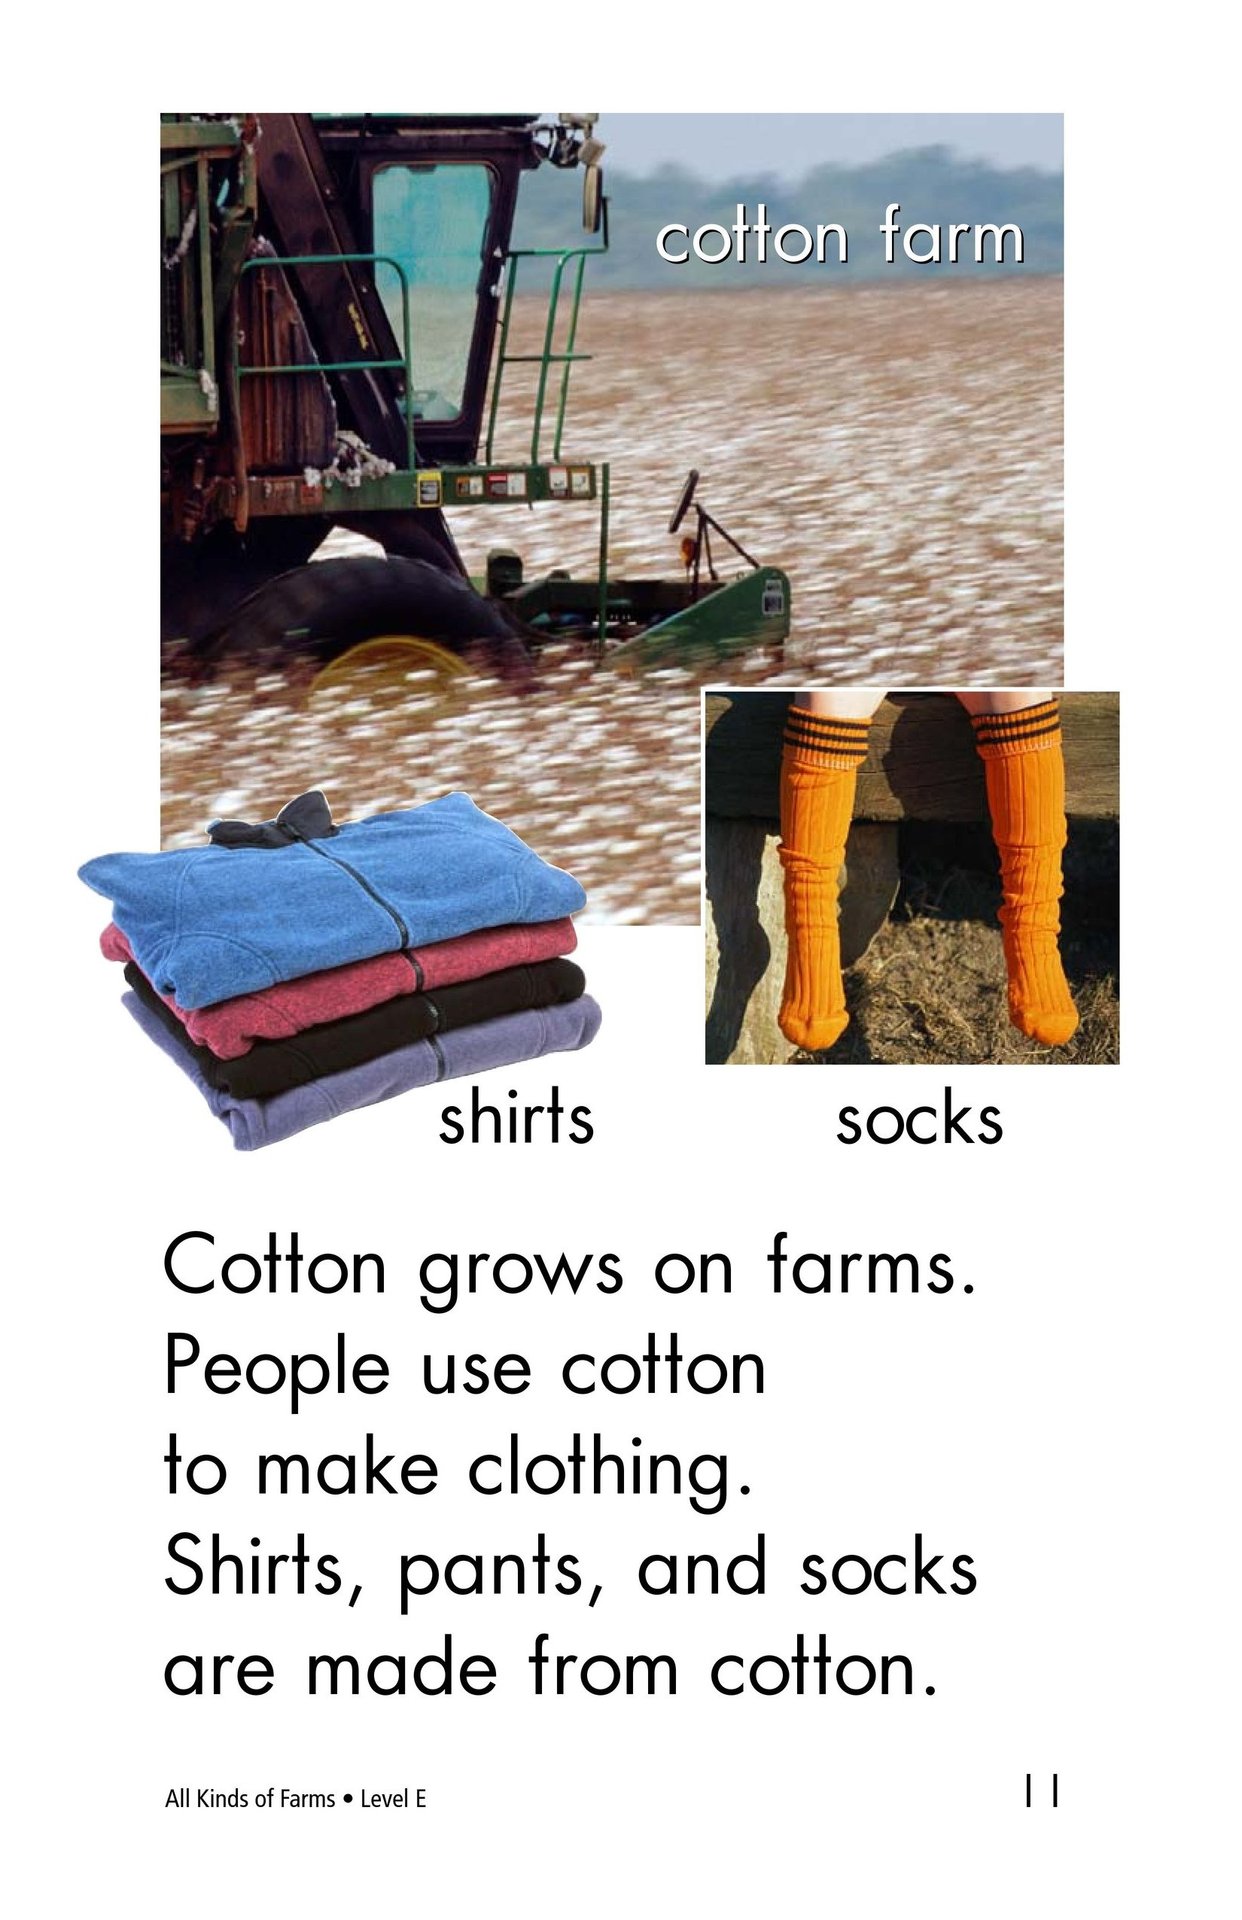 cotton farm
shirts
socks
Cotton grows on farms.
People use cotton
to make clothing.
Shirts, pants, and socks
are made from cotton.
All Kinds of Farms • Level E
11